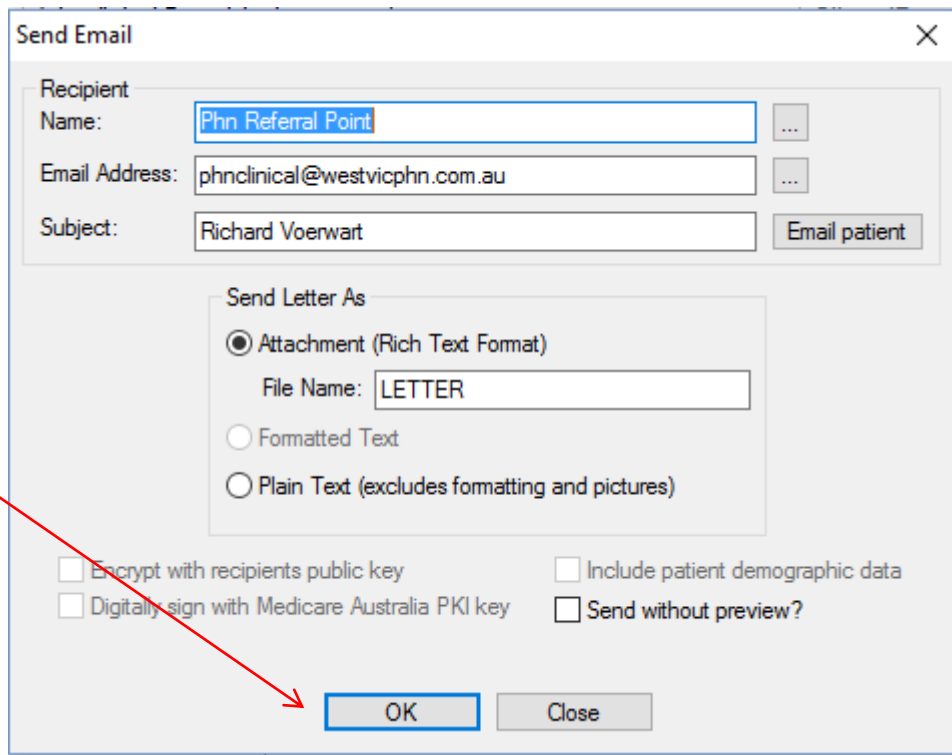 Send Email
Recipient
Name: Phn Referral Point ...
Email Address: phnclinical@westvicphn.com.au ...
Subject: Richard Voerwart Email patient
Send Letter As
Attachment (Rich Text Format)
File Name: LETTER
Formatted Text
Plain Text (excludes formatting and pictures)
Encrypt with recipients public key Include patient demographic data
Digitally sign with Medicare Australia PKI key Send without preview?
OK Close